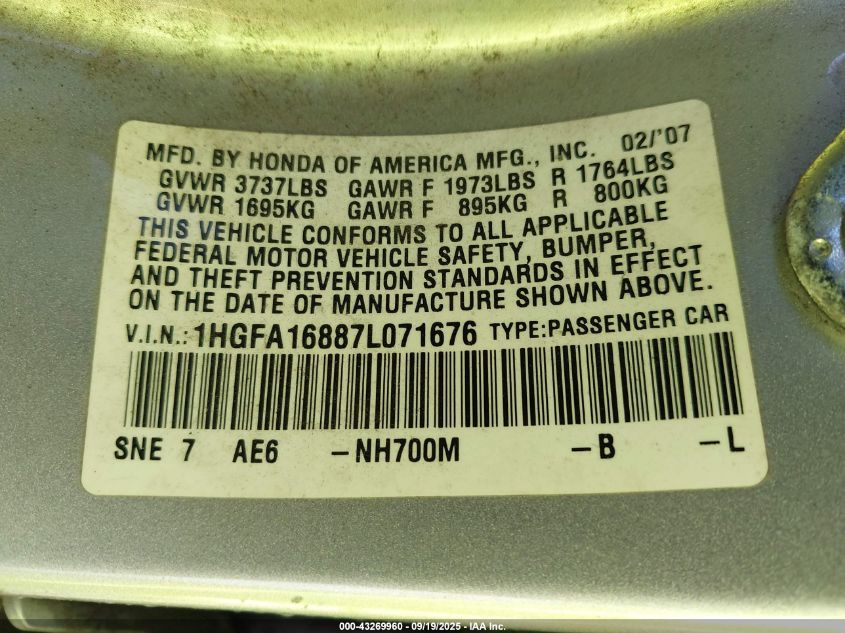 MFD. BY HONDA OF AMERICA MFG., INC. 02/'07
GVWR 3737LBS GAWR F 1973LBS R 1764LBS
GVWR 1695KG GAWR F 895KG R 800KG
THIS VEHICLE CONFORMS TO ALL APPLICABLE
FEDERAL MOTOR VEHICLE SAFETY, BUMPER,
AND THEFT PREVENTION STANDARDS IN EFFECT
ON THE DATE OF MANUFACTURE SHOWN ABOVE.
V.I.N.: 1HGFA16887L071676 TYPE:PASSENGER CAR
SNE 7 AE6 -NH700M -B -L
000-43269960 - 09/19/2025 - IAA Inc.